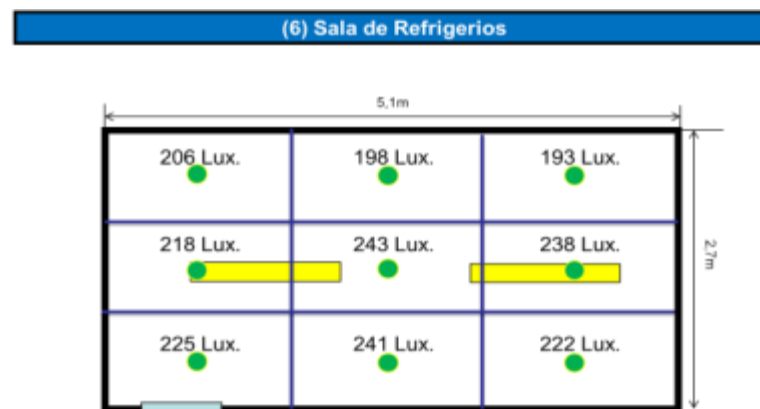 (6) Sala de Refrigerios
5,1m
206 Lux. 198 Lux. 193 Lux.
218 Lux. 243 Lux. 238 Lux.
2,7m
225 Lux. 241 Lux. 222 Lux.